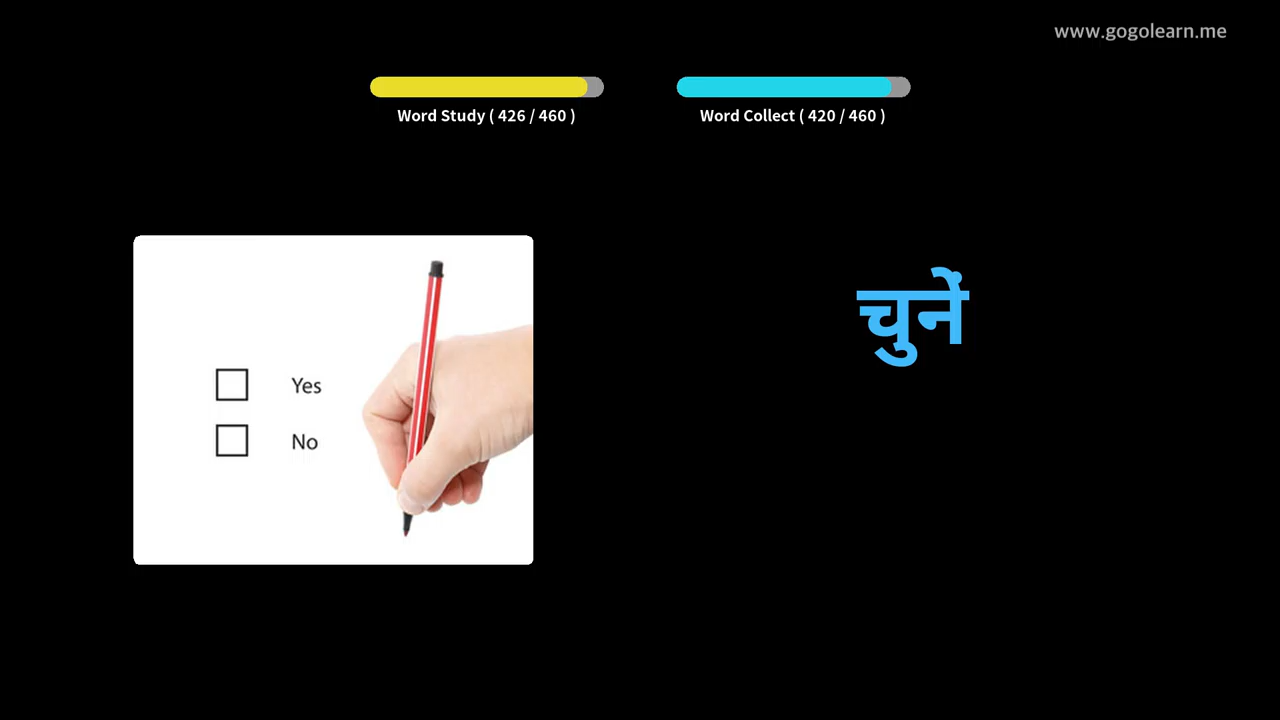 www.gogolearn.me
Word Study ( 426 / 460 )
Word Collect ( 420 / 460 )
चुनें
Yes
No